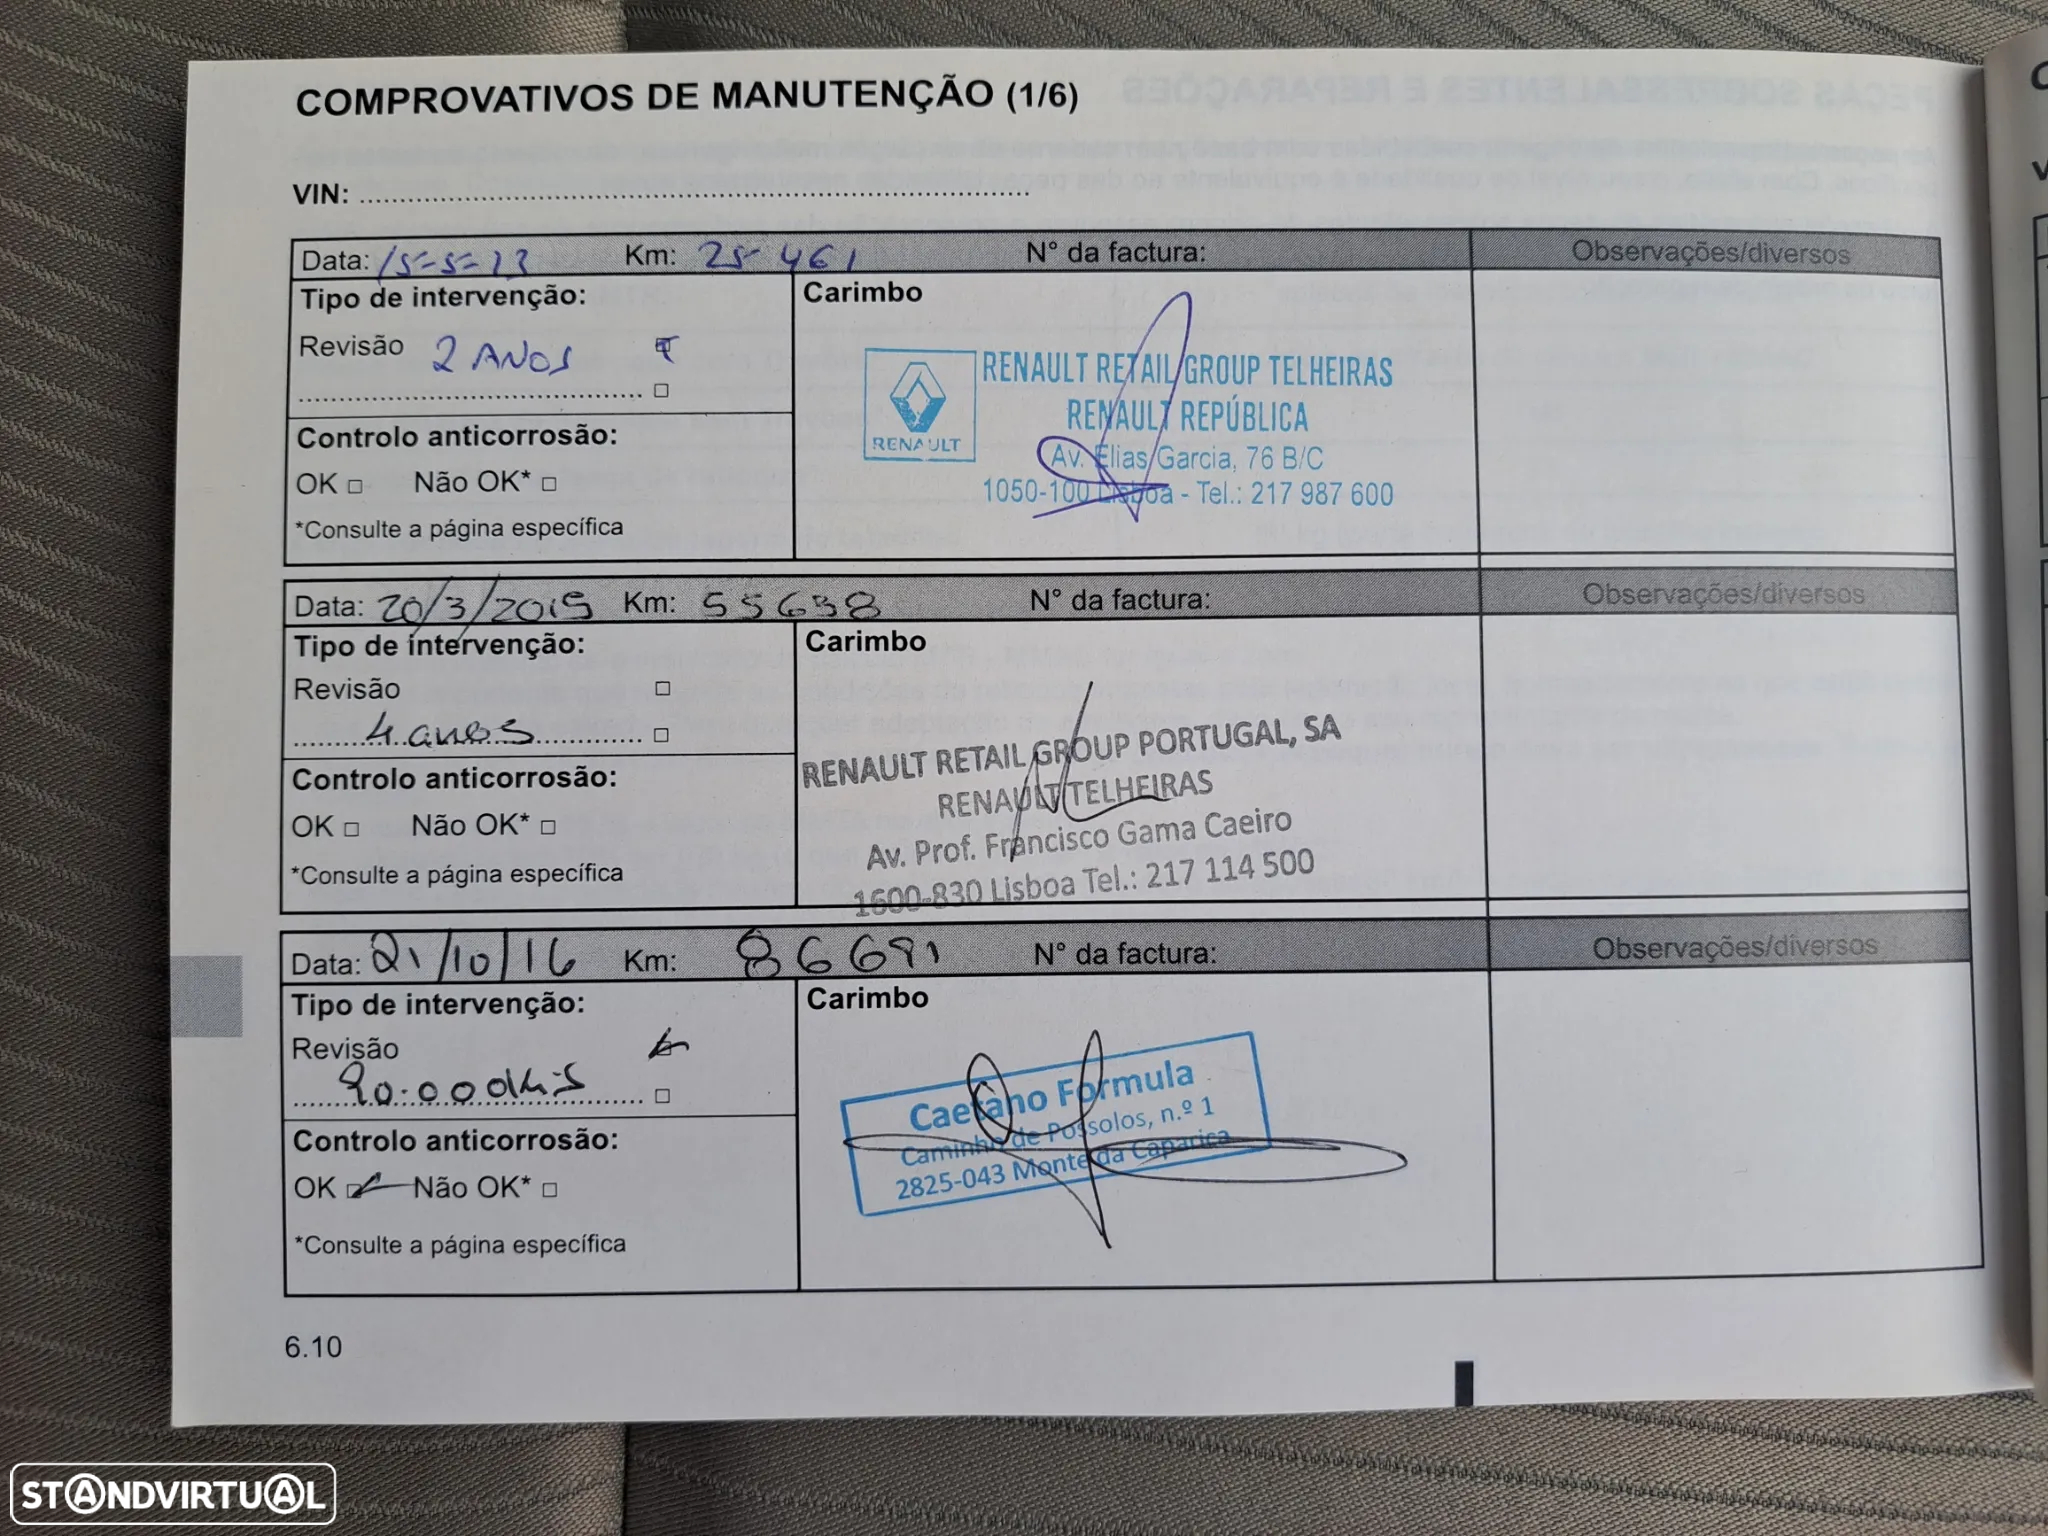 COMPROVATIVOS DE MANUTENÇÃO (1/6)
VIN:
Data: 15-5-13 Km: 25 461 N° da factura: Observações/diversos
Tipo de intervenção: Carimbo
Revisão 2 ANOS
RENAULT
RENAULT RETAIL GROUP TELHEIRAS
RENAULT REPÚBLICA
Av. Elias Garcia, 76 B/C
1050-100 Lisboa - Tel.: 217 987 600
Controlo anticorrosão:
OK Não OK*
*Consulte a página específica
Data: 20/3/2015 Km: 55638 N° da factura: Observações/diversos
Tipo de intervenção: Carimbo
Revisão
4 anos
RENAULT RETAIL GROUP PORTUGAL, SA
RENAULT TELHEIRAS
Av. Prof. Francisco Gama Caeiro
1600-830 Lisboa Tel.: 217 114 500
Controlo anticorrosão:
OK Não OK*
*Consulte a página específica
Data: 21/10/16 Km: 86691 N° da factura: Observações/diversos
Tipo de intervenção: Carimbo
Revisão
90.000
Caetano Formula
Caminho de Possolos, n.º 1
2825-043 Monte da Caparica
Controlo anticorrosão:
OK Não OK*
*Consulte a página específica
6.10
STANDVIRTUAL